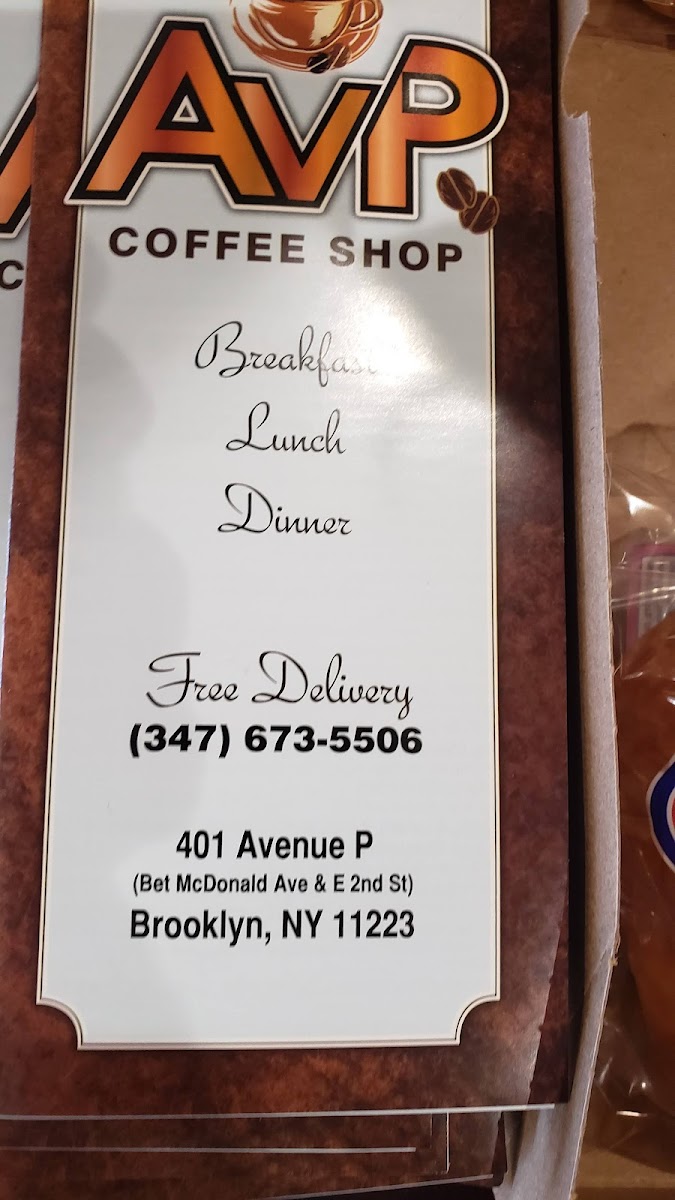 AVP
COFFEE SHOP
Breakfast
Lunch
Dinner
Free Delivery
(347) 673-5506
401 Avenue P
(Bet McDonald Ave & E 2nd St)
Brooklyn, NY 11223